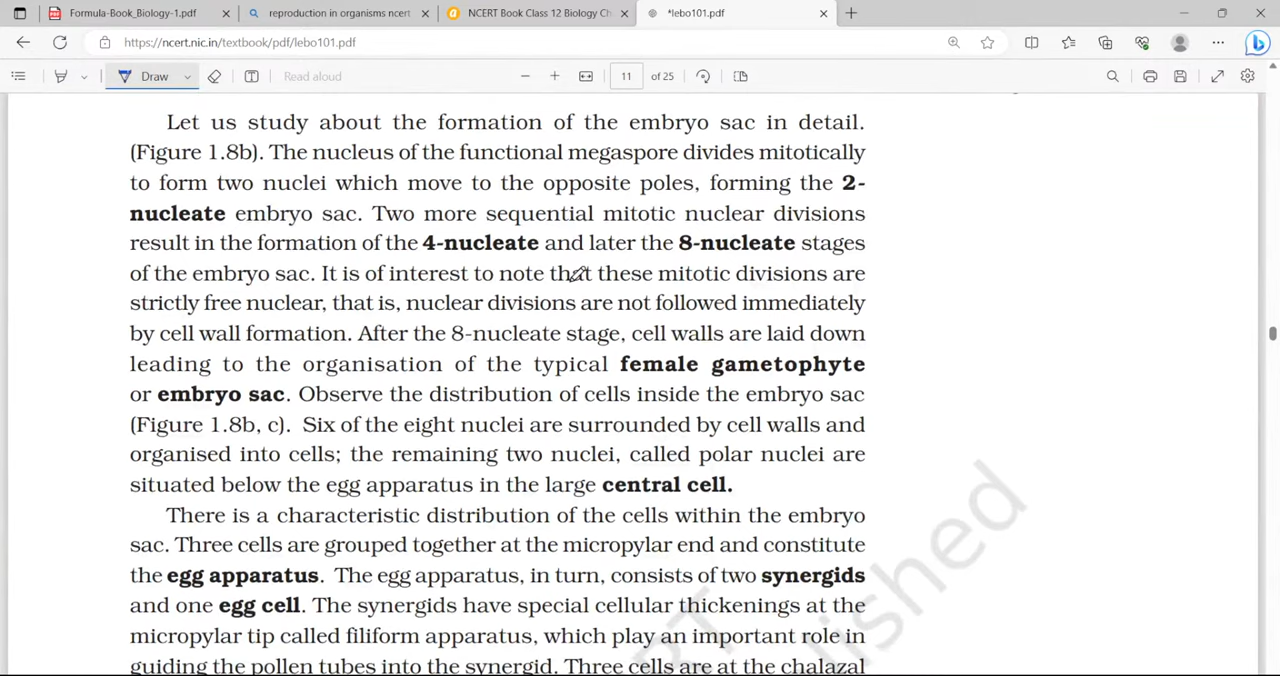 Formula-Book_Biology-1.pdf
reproduction in organisms ncert
NCERT Book Class 12 Biology Ch
*lebo101.pdf
https://ncert.nic.in/textbook/pdf/lebo101.pdf
Draw
Read aloud
11
of 25
Let us study about the formation of the embryo sac in detail.
(Figure 1.8b). The nucleus of the functional megaspore divides mitotically
to form two nuclei which move to the opposite poles, forming the 2-
nucleate embryo sac. Two more sequential mitotic nuclear divisions
result in the formation of the 4-nucleate and later the 8-nucleate stages
of the embryo sac. It is of interest to note that these mitotic divisions are
strictly free nuclear, that is, nuclear divisions are not followed immediately
by cell wall formation. After the 8-nucleate stage, cell walls are laid down
leading to the organisation of the typical female gametophyte
or embryo sac. Observe the distribution of cells inside the embryo sac
(Figure 1.8b, c). Six of the eight nuclei are surrounded by cell walls and
organised into cells; the remaining two nuclei, called polar nuclei are
situated below the egg apparatus in the large central cell.
There is a characteristic distribution of the cells within the embryo
sac. Three cells are grouped together at the micropylar end and constitute
the egg apparatus. The egg apparatus, in turn, consists of two synergids
and one egg cell. The synergids have special cellular thickenings at the
micropylar tip called filiform apparatus, which play an important role in
guiding the pollen tubes into the synergid. Three cells are at the chalazal